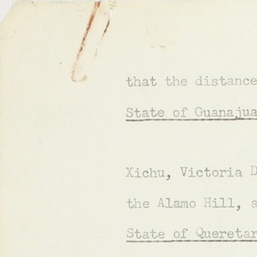 that the distance
State of Guanajua
Xichu, Victoria D
the Alamo Hill, a
State of Queretar